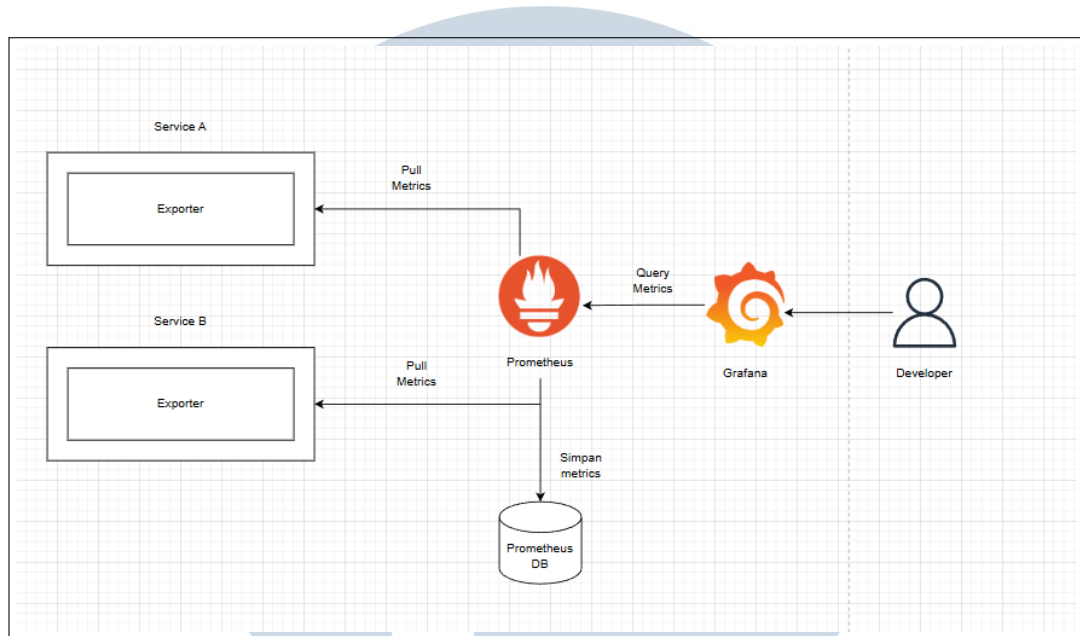 Service A
Exporter
Pull
Metrics
Query
Metrics
Service B
Exporter
Pull
Metrics
Prometheus
Grafana
Developer
Simpan
metrics
Prometheus
DB